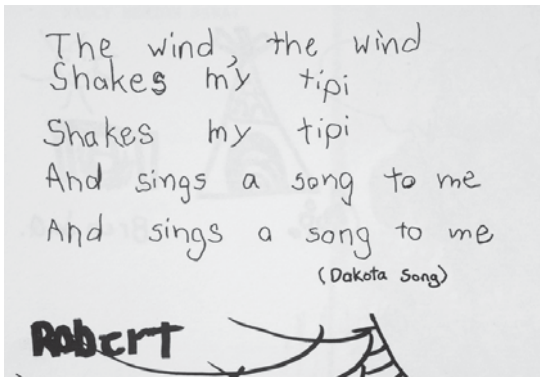 The wind, the wind
Shakes my tipi
Shakes my tipi
And sings a song to me
And sings a song to me
(Dakota Song)
Robert